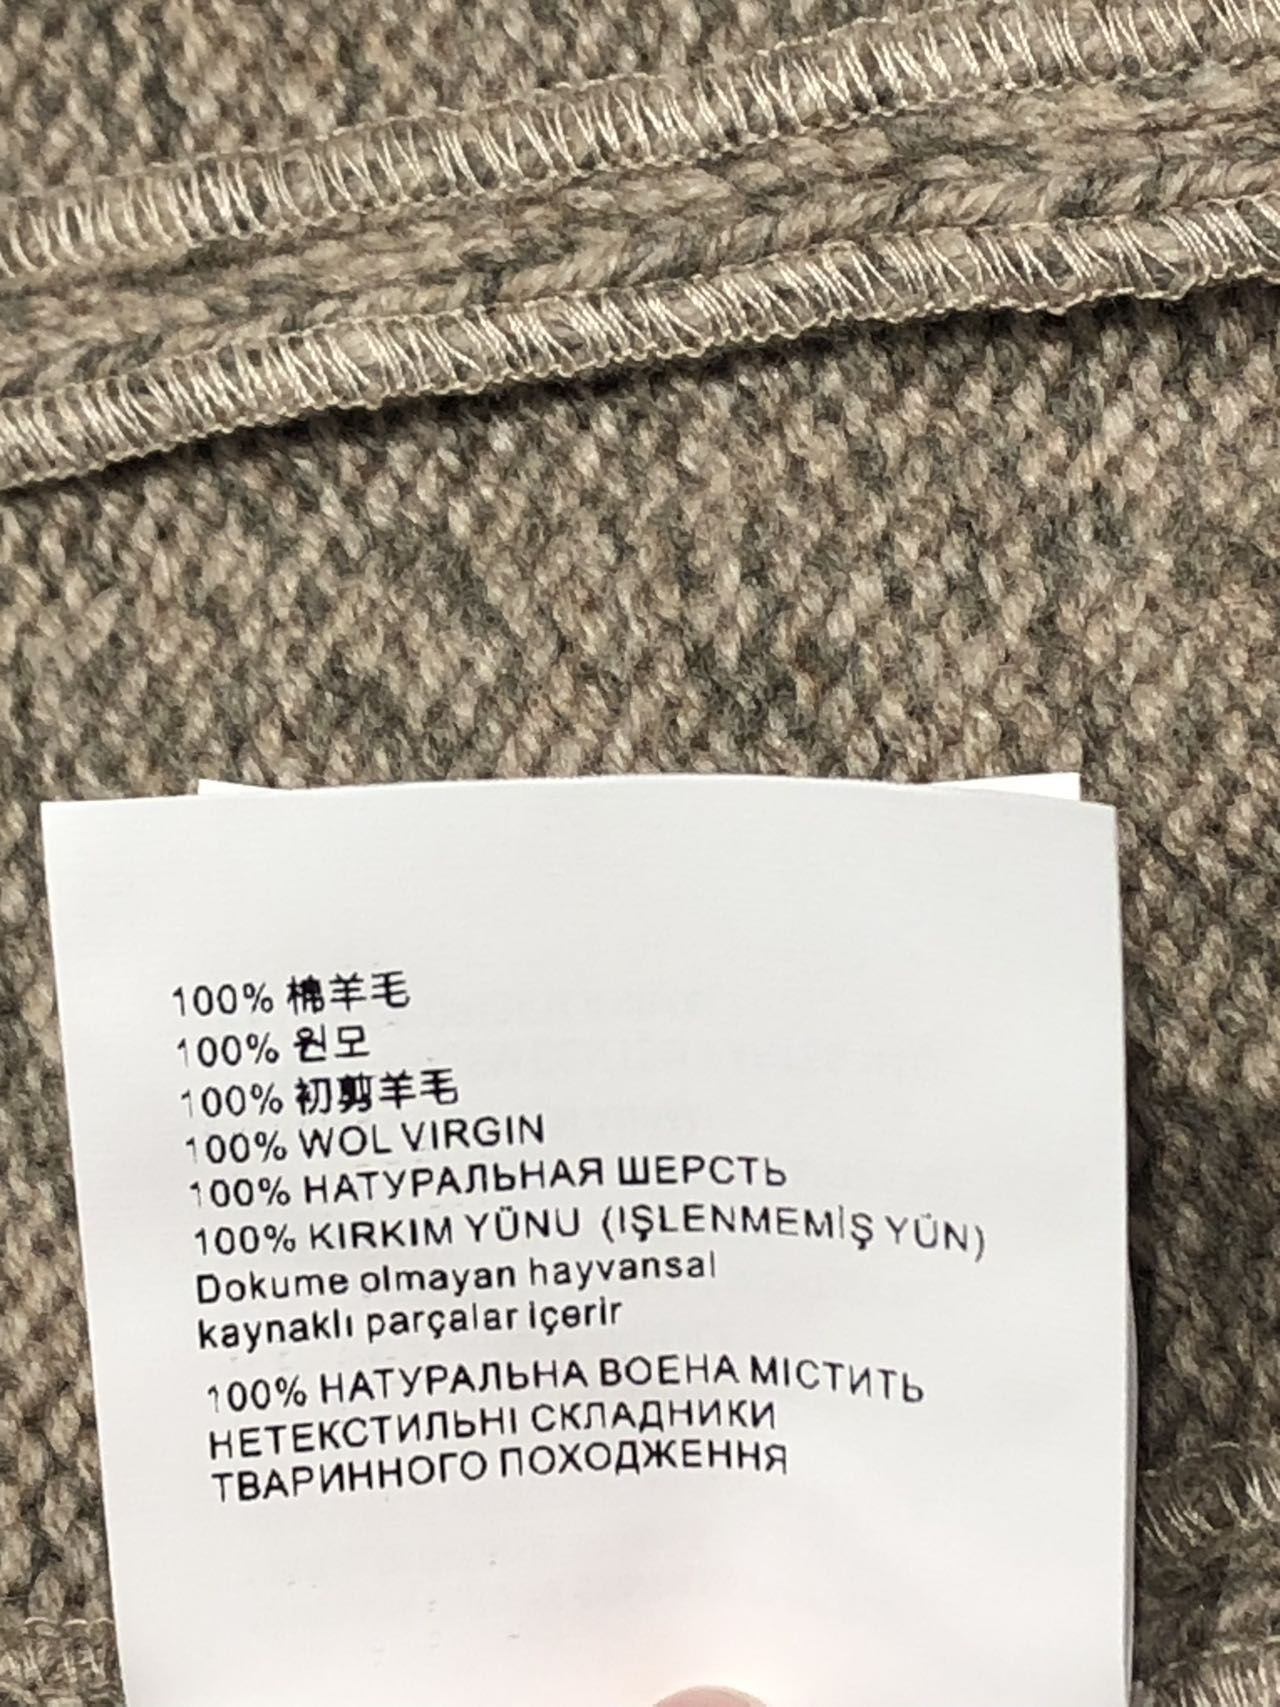 100% 棉羊毛
100% 원모
100% 初剪羊毛
100% WOL VIRGIN
100% НАТУРАЛЬНАЯ ШЕРСТЬ
100% KIRKIM YÜNU (IŞLENMEMİŞ YÜN)
Dokume olmayan hayvansal
kaynaklı parçalar içerir
100% НАТУРАЛЬНА ВОЕНА МІСТИТЬ
НЕТЕКСТИЛЬНІ СКЛАДНИКИ
ТВАРИННОГО ПОХОДЖЕННЯ